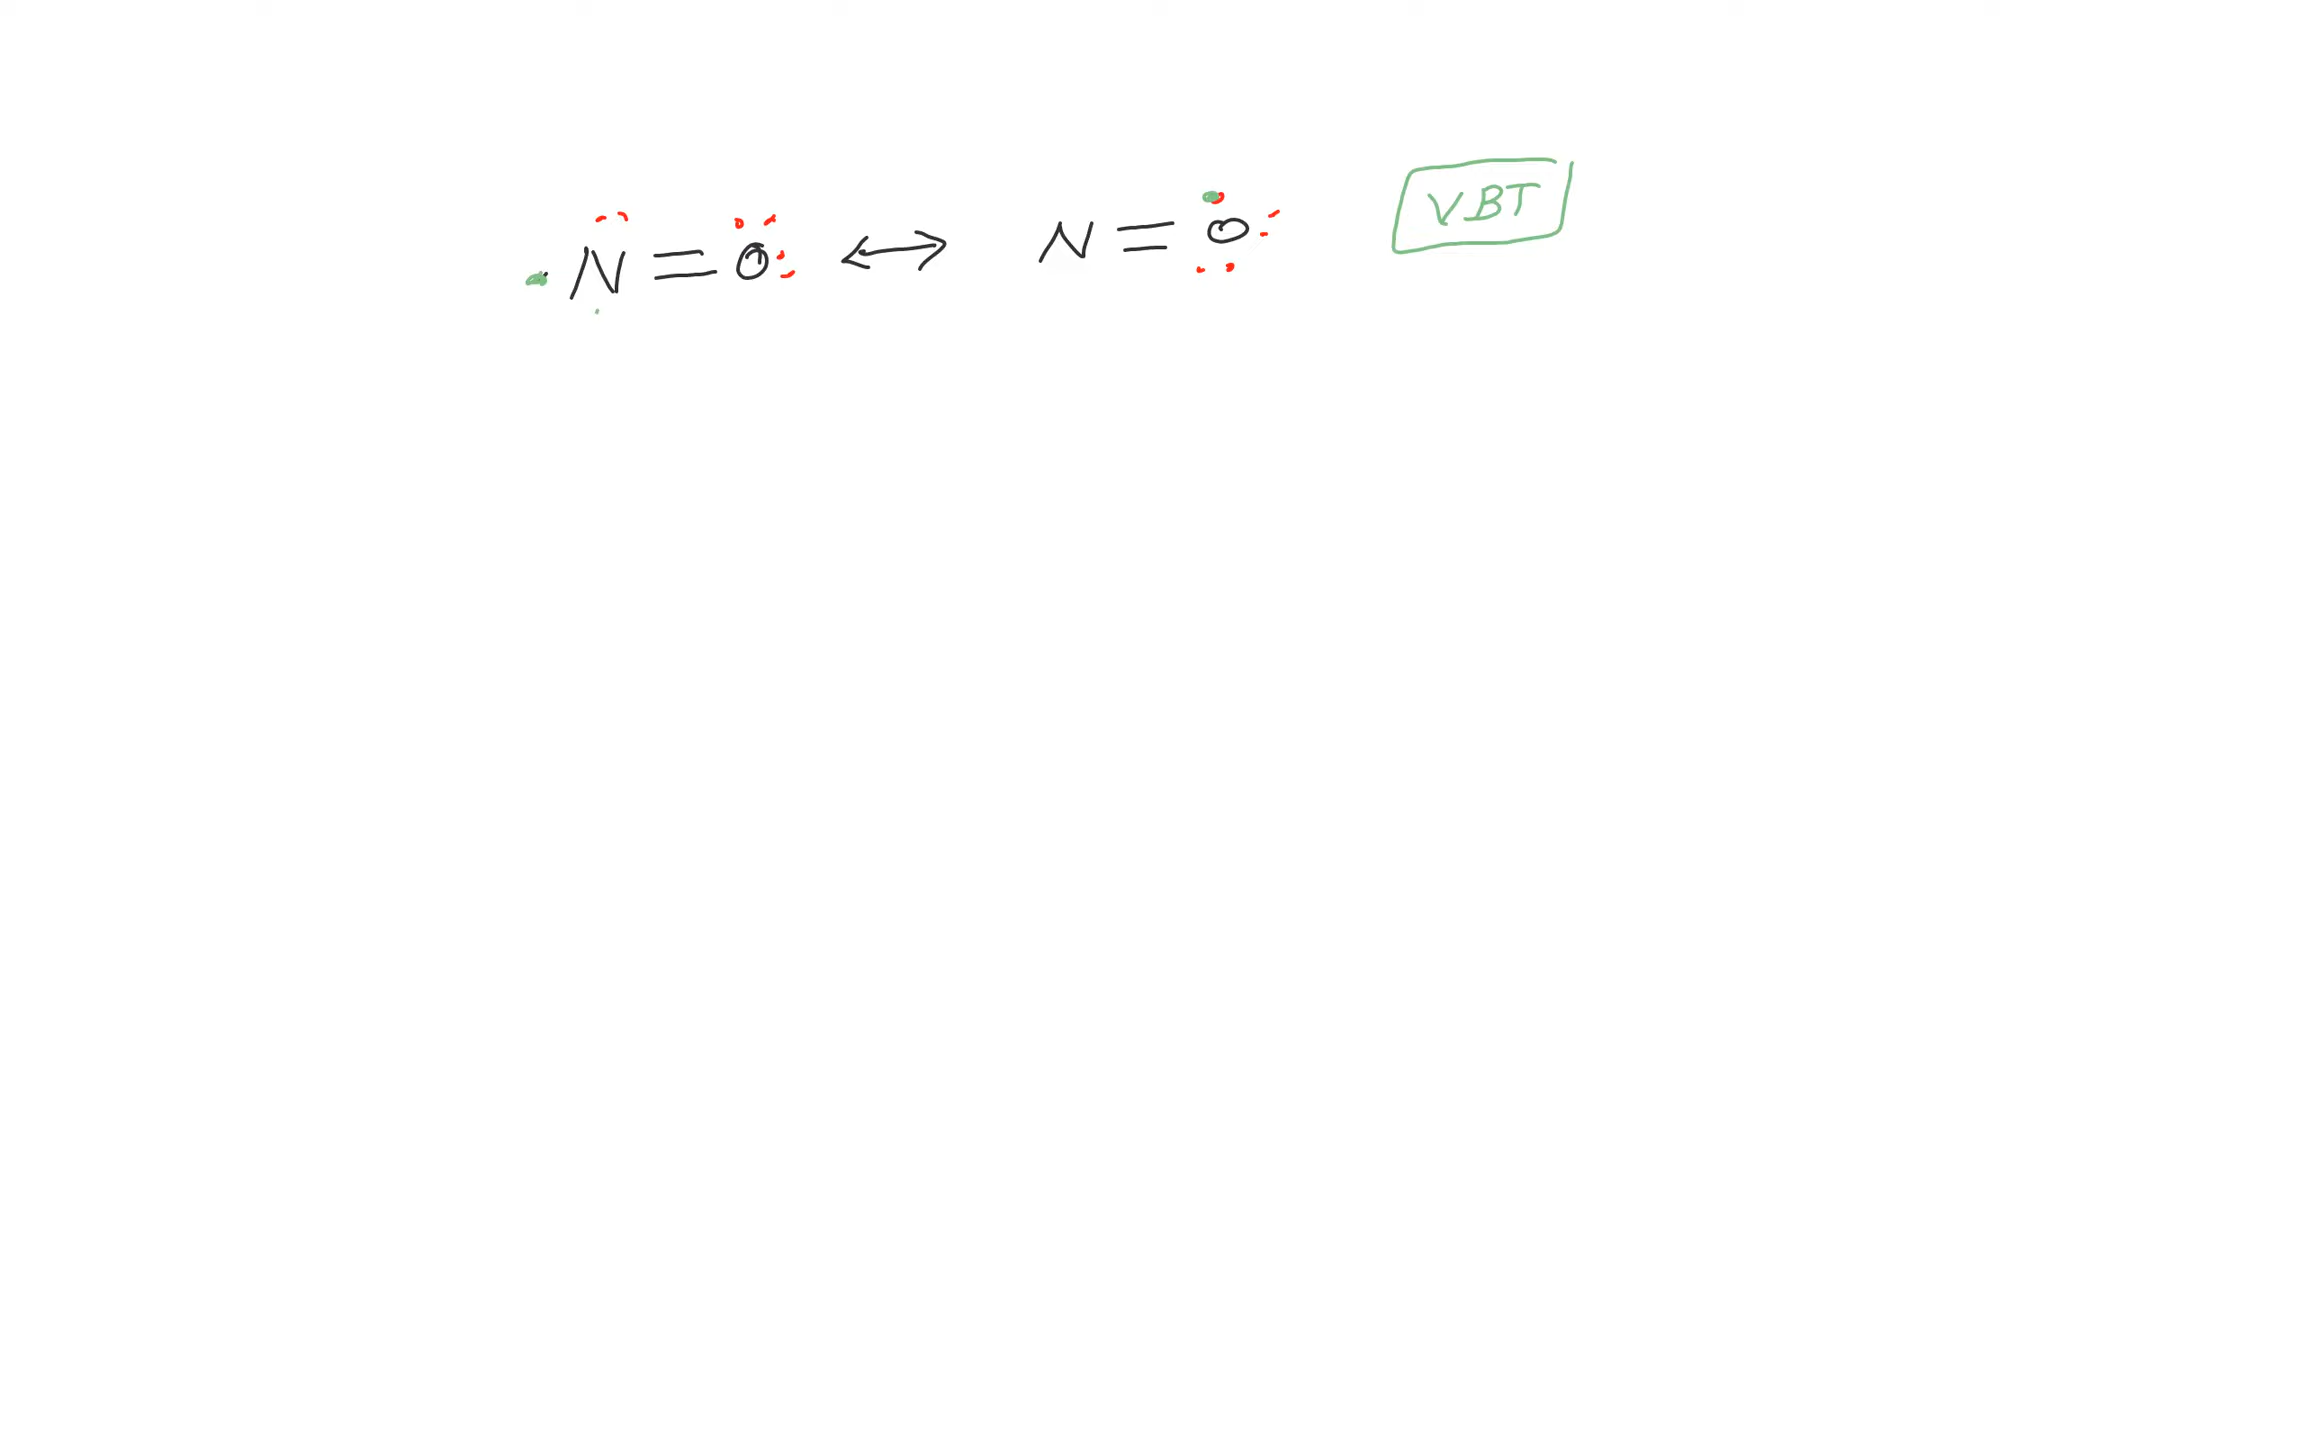 N = O ⟷ N = O
VBT